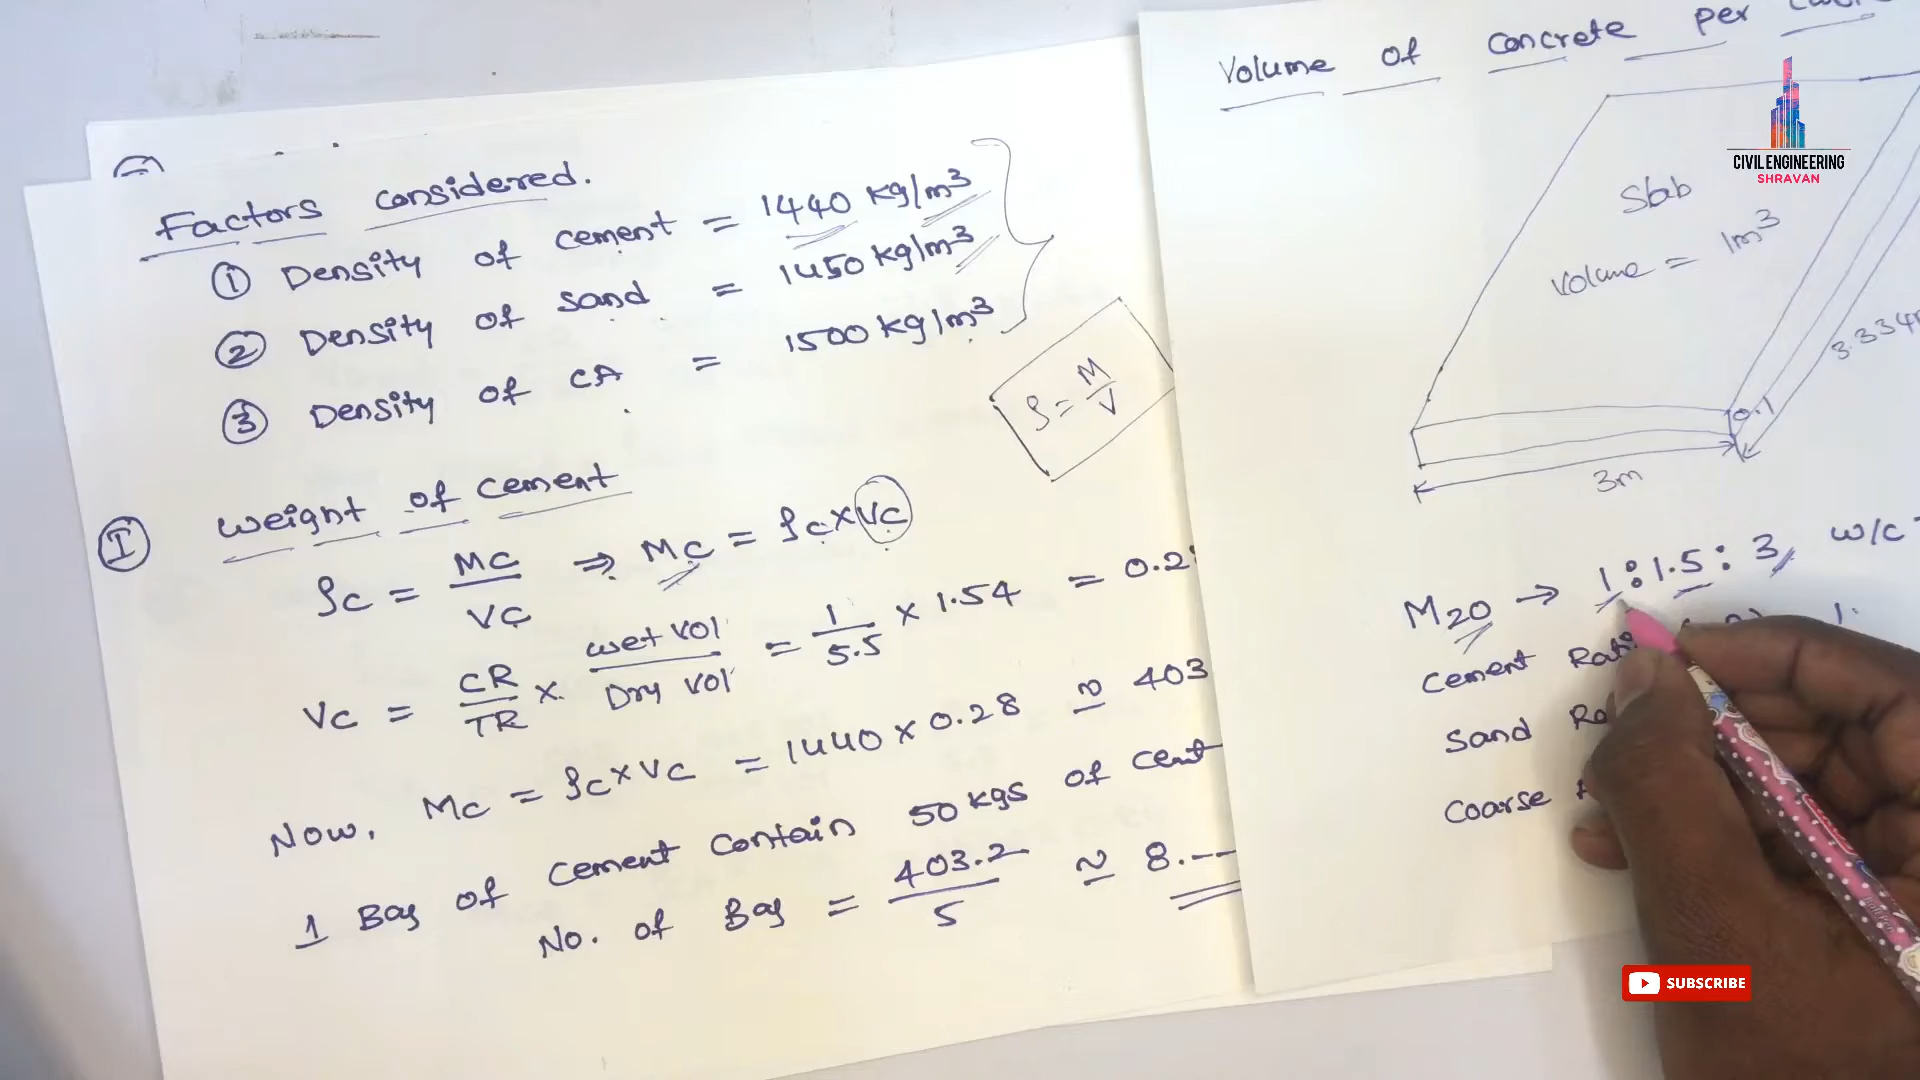 Factors considered.
① Density of cement = 1440 kg/m³
② Density of sand = 1450 kg/m³
③ Density of CA = 1500 kg/m³
ρ = M/V
Ⓘ Weight of cement
ρc = Mc/Vc ⇒ Mc = ρc × Vc
Vc = CR/TR × wet vol/Dry vol = 1/5.5 × 1.54 = 0.28
Now, Mc = ρc × Vc = 1440 × 0.28 ≈ 403
1 Bag of cement contain 50 kgs of cent
No. of Bag = 403.2/5 ≈ 8.--
Volume of concrete per
Slab
Volume = 1m³
0.1
3.334
3m
M20 → 1:1.5:3, w/c
Cement Rati
Sand Ra
Coarse
CIVIL ENGINEERING
SHRAVAN
SUBSCRIBE